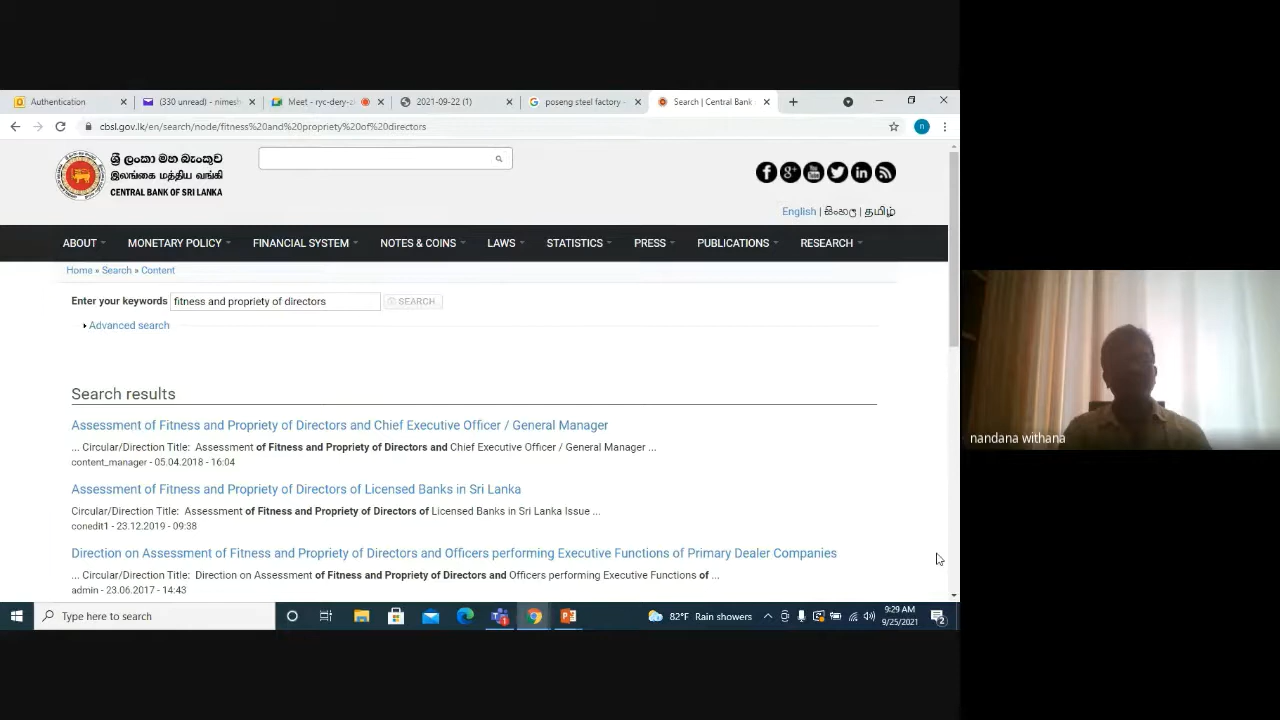 Authentication
(330 unread) - nimesh
Meet - ryc-dery-z
2021-09-22 (1)
poseng steel factory -
Search | Central Bank
cbsl.gov.lk/en/search/node/fitness%20and%20propriety%20of%20directors
n
ශ්‍රී ලංකා මහ බැංකුව
இலங்கை மத்திய வங்கி
CENTRAL BANK OF SRI LANKA
English | සිංහල | தமிழ்
ABOUT MONETARY POLICY FINANCIAL SYSTEM NOTES & COINS LAWS STATISTICS PRESS PUBLICATIONS RESEARCH
Home » Search » Content
Enter your keywords fitness and propriety of directors SEARCH
Advanced search
Search results
Assessment of Fitness and Propriety of Directors and Chief Executive Officer / General Manager
... Circular/Direction Title: Assessment of Fitness and Propriety of Directors and Chief Executive Officer / General Manager ...
content_manager - 05.04.2018 - 16:04
Assessment of Fitness and Propriety of Directors of Licensed Banks in Sri Lanka
Circular/Direction Title: Assessment of Fitness and Propriety of Directors of Licensed Banks in Sri Lanka Issue ...
conedit1 - 23.12.2019 - 09:38
Direction on Assessment of Fitness and Propriety of Directors and Officers performing Executive Functions of Primary Dealer Companies
... Circular/Direction Title: Direction on Assessment of Fitness and Propriety of Directors and Officers performing Executive Functions of ...
admin - 23.06.2017 - 14:43
nandana withana
Type here to search
82°F Rain showers
9:29 AM
9/25/2021
2